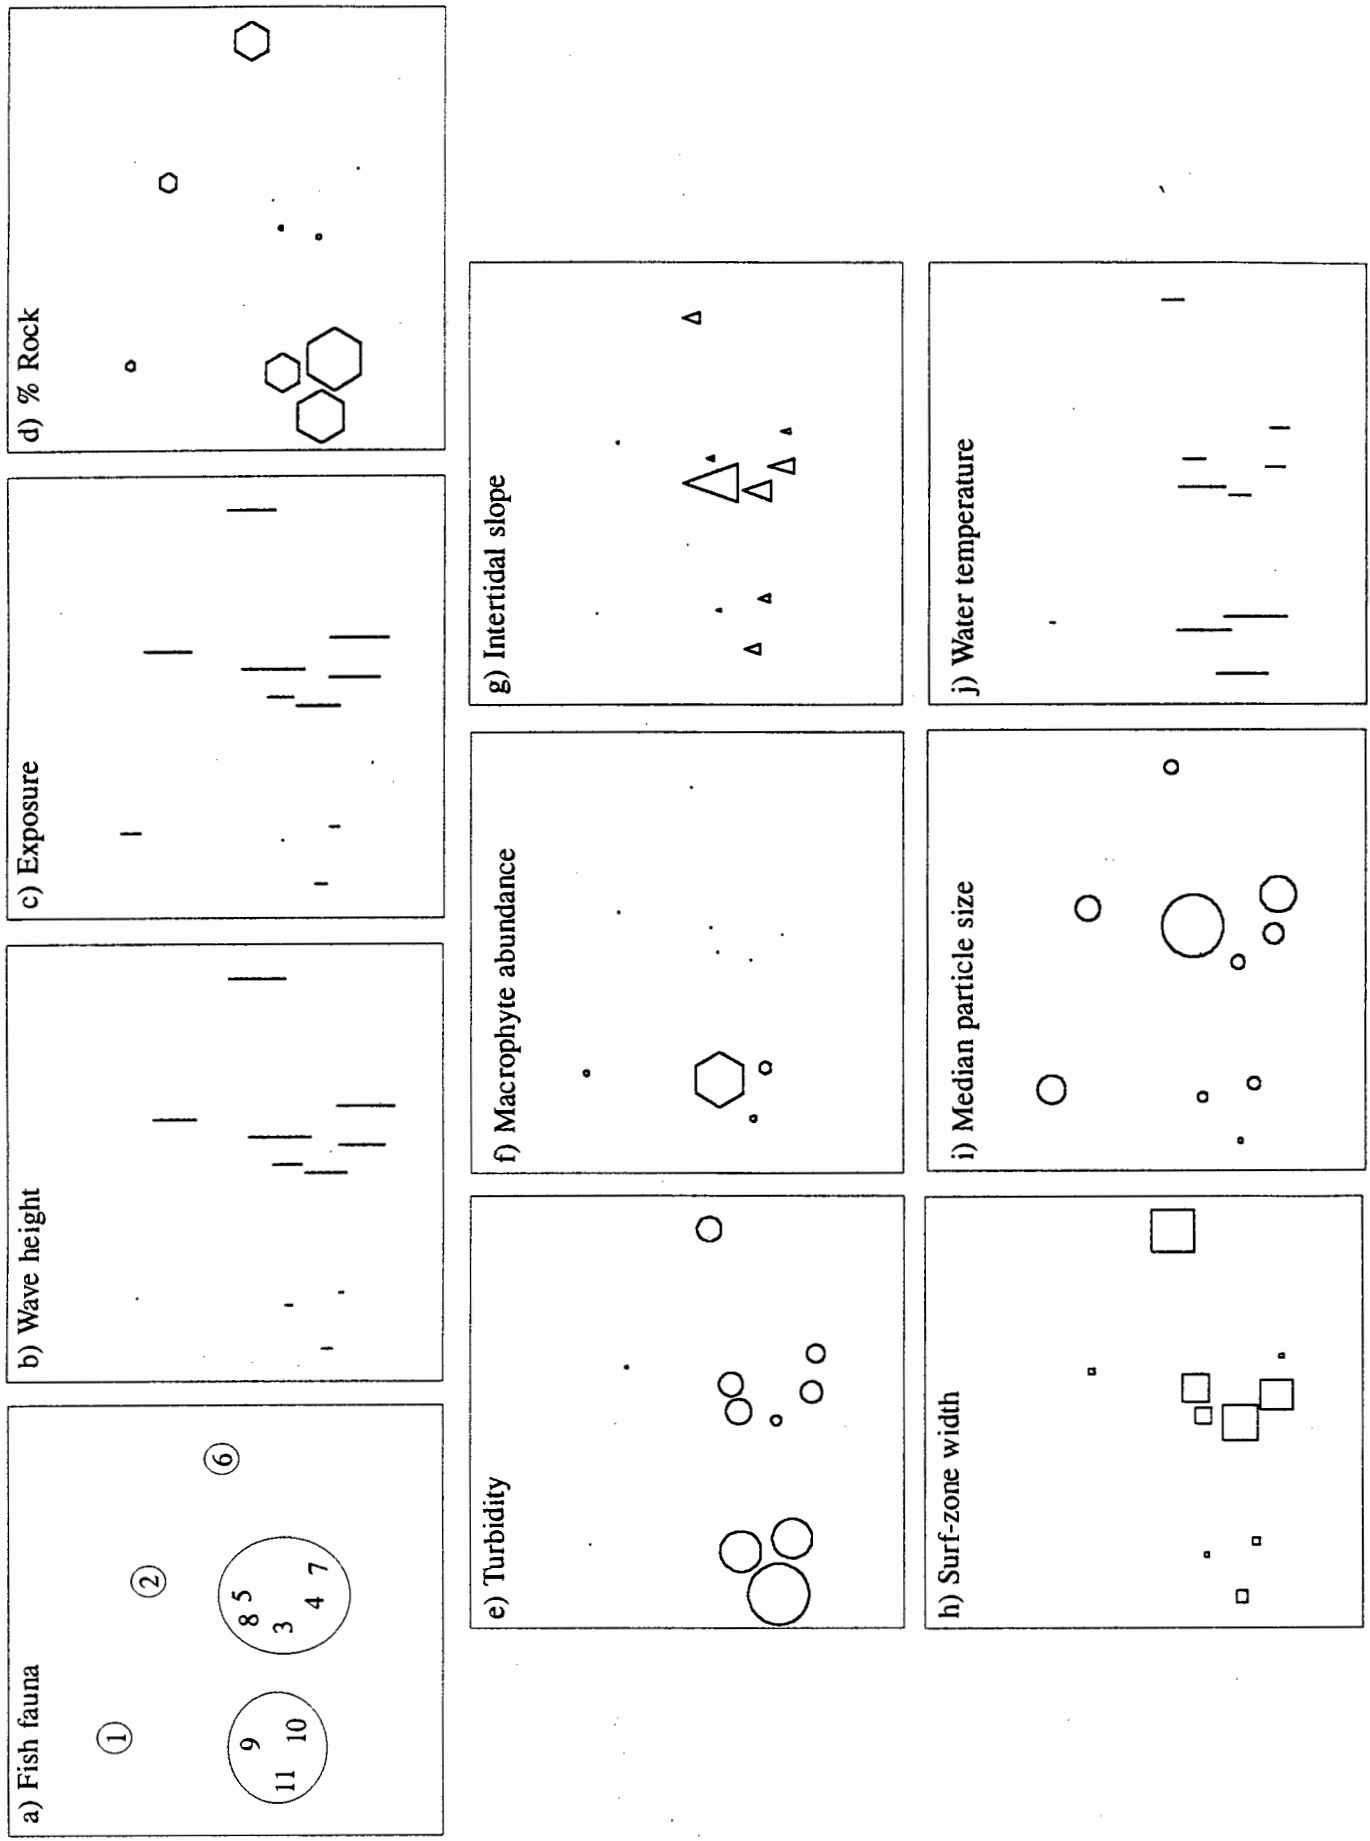 a) Fish fauna
1
2
6
9
8 5
11
10
3
4
7
b) Wave height
c) Exposure
d) % Rock
e) Turbidity
f) Macrophyte abundance
g) Intertidal slope
h) Surf-zone width
i) Median particle size
j) Water temperature